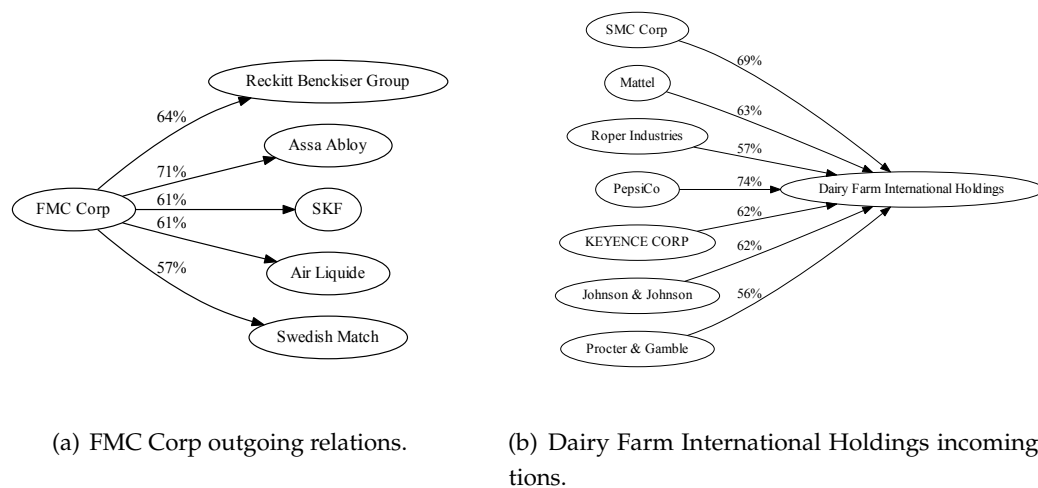 Reckitt Benckiser Group
64%
Assa Abloy
71%
FMC Corp
61%
SKF
61%
Air Liquide
57%
Swedish Match
(a) FMC Corp outgoing relations.
SMC Corp
69%
Mattel
63%
Roper Industries
57%
PepsiCo
74%
Dairy Farm International Holdings
62%
KEYENCE CORP
62%
Johnson & Johnson
56%
Procter & Gamble
(b) Dairy Farm International Holdings incoming
tions.